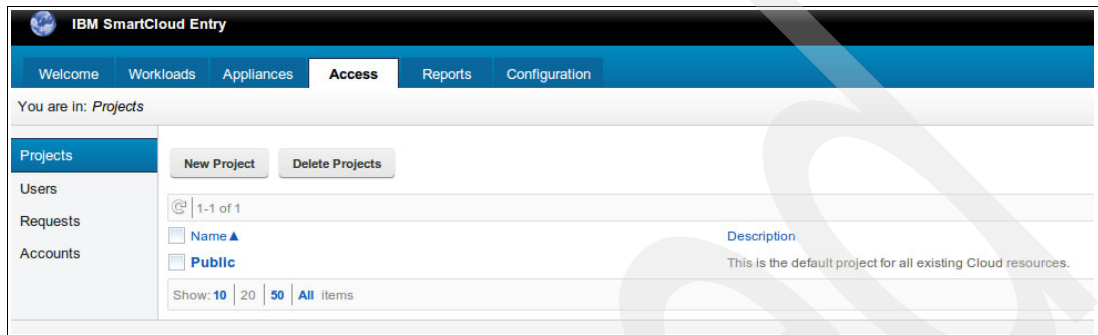 IBM SmartCloud Entry
Welcome Workloads Appliances Access Reports Configuration
You are in: Projects
Projects
Users
Requests
Accounts
New Project Delete Projects
1-1 of 1
Name▲ Description
Public This is the default project for all existing Cloud resources.
Show: 10 | 20 | 50 | All items